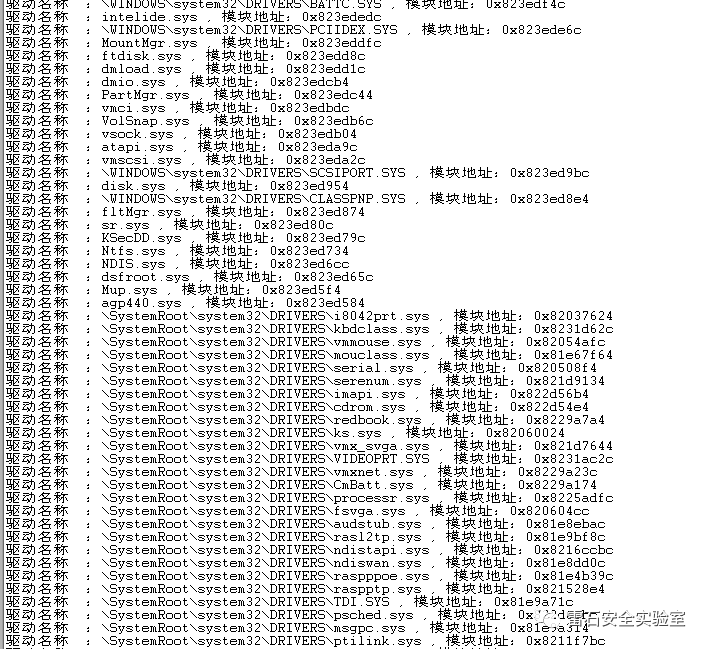 驱动名称 : \WINDOWS\system32\DRIVERS\BATTC.SYS , 模块地址: 0x823edf4c
驱动名称 : intelide.sys , 模块地址: 0x823ededc
驱动名称 : \WINDOWS\system32\DRIVERS\PCIIDEX.SYS , 模块地址: 0x823ede6c
驱动名称 : MountMgr.sys , 模块地址: 0x823eddfc
驱动名称 : ftdisk.sys , 模块地址: 0x823edd8c
驱动名称 : dmload.sys , 模块地址: 0x823edd1c
驱动名称 : dmio.sys , 模块地址: 0x823edcb4
驱动名称 : PartMgr.sys , 模块地址: 0x823edc44
驱动名称 : vmci.sys , 模块地址: 0x823edbdc
驱动名称 : VolSnap.sys , 模块地址: 0x823edb6c
驱动名称 : vsock.sys , 模块地址: 0x823edb04
驱动名称 : atapi.sys , 模块地址: 0x823eda9c
驱动名称 : vmscsi.sys , 模块地址: 0x823eda2c
驱动名称 : \WINDOWS\system32\DRIVERS\SCSIPORT.SYS , 模块地址: 0x823ed9bc
驱动名称 : disk.sys , 模块地址: 0x823ed954
驱动名称 : \WINDOWS\system32\DRIVERS\CLASSPNP.SYS , 模块地址: 0x823ed8e4
驱动名称 : fltMgr.sys , 模块地址: 0x823ed874
驱动名称 : sr.sys , 模块地址: 0x823ed80c
驱动名称 : KSecDD.sys , 模块地址: 0x823ed79c
驱动名称 : Ntfs.sys , 模块地址: 0x823ed734
驱动名称 : NDIS.sys , 模块地址: 0x823ed6cc
驱动名称 : dsfroot.sys , 模块地址: 0x823ed65c
驱动名称 : Mup.sys , 模块地址: 0x823ed5f4
驱动名称 : agp440.sys , 模块地址: 0x823ed584
驱动名称 : \SystemRoot\system32\DRIVERS\i8042prt.sys , 模块地址: 0x82037624
驱动名称 : \SystemRoot\system32\DRIVERS\kbdclass.sys , 模块地址: 0x8231d62c
驱动名称 : \SystemRoot\system32\DRIVERS\vmmouse.sys , 模块地址: 0x82054afc
驱动名称 : \SystemRoot\system32\DRIVERS\mouclass.sys , 模块地址: 0x81e67f64
驱动名称 : \SystemRoot\system32\DRIVERS\serial.sys , 模块地址: 0x820508f4
驱动名称 : \SystemRoot\system32\DRIVERS\serenum.sys , 模块地址: 0x821d9134
驱动名称 : \SystemRoot\system32\DRIVERS\imapi.sys , 模块地址: 0x822d56b4
驱动名称 : \SystemRoot\system32\DRIVERS\cdrom.sys , 模块地址: 0x822d54e4
驱动名称 : \SystemRoot\system32\DRIVERS\redbook.sys , 模块地址: 0x8229a7a4
驱动名称 : \SystemRoot\system32\DRIVERS\ks.sys , 模块地址: 0x82060024
驱动名称 : \SystemRoot\system32\DRIVERS\vmx_svga.sys , 模块地址: 0x821d7644
驱动名称 : \SystemRoot\system32\DRIVERS\VIDEOPRT.SYS , 模块地址: 0x8231ac2c
驱动名称 : \SystemRoot\system32\DRIVERS\vmxnet.sys , 模块地址: 0x8229a23c
驱动名称 : \SystemRoot\system32\DRIVERS\CmBatt.sys , 模块地址: 0x8229a174
驱动名称 : \SystemRoot\system32\DRIVERS\processr.sys , 模块地址: 0x8225adfc
驱动名称 : \SystemRoot\system32\DRIVERS\fsvga.sys , 模块地址: 0x820604cc
驱动名称 : \SystemRoot\system32\DRIVERS\audstub.sys , 模块地址: 0x81e8ebac
驱动名称 : \SystemRoot\system32\DRIVERS\rasl2tp.sys , 模块地址: 0x81e9bf8c
驱动名称 : \SystemRoot\system32\DRIVERS\ndistapi.sys , 模块地址: 0x8216ccbc
驱动名称 : \SystemRoot\system32\DRIVERS\ndiswan.sys , 模块地址: 0x81e8dd0c
驱动名称 : \SystemRoot\system32\DRIVERS\raspppoe.sys , 模块地址: 0x81e4b39c
驱动名称 : \SystemRoot\system32\DRIVERS\raspptp.sys , 模块地址: 0x821528e4
驱动名称 : \SystemRoot\system32\DRIVERS\TDI.SYS , 模块地址: 0x81e9a71c
驱动名称 : \SystemRoot\system32\DRIVERS\psched.sys , 模块地址:
雷石安全实验室
驱动名称 : \SystemRoot\system32\DRIVERS\msgpc.sys , 模块地址: 0x81e9a3f4
驱动名称 : \SystemRoot\system32\DRIVERS\ptilink.sys , 模块地址: 0x8211f7bc